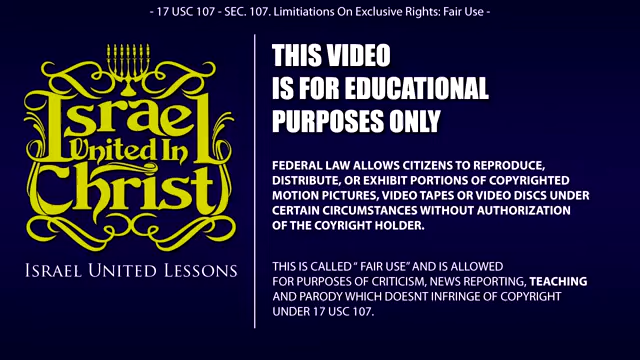 - 17 USC 107 - SEC. 107. Limitiations On Exclusive Rights: Fair Use -
Israel
United In
Christ
ISRAEL UNITED LESSONS
THIS VIDEO
IS FOR EDUCATIONAL
PURPOSES ONLY
FEDERAL LAW ALLOWS CITIZENS TO REPRODUCE,
DISTRIBUTE, OR EXHIBIT PORTIONS OF COPYRIGHTED
MOTION PICTURES, VIDEO TAPES OR VIDEO DISCS UNDER
CERTAIN CIRCUMSTANCES WITHOUT AUTHORIZATION
OF THE COYRIGHT HOLDER.
THIS IS CALLED “ FAIR USE” AND IS ALLOWED
FOR PURPOSES OF CRITICISM, NEWS REPORTING, TEACHING
AND PARODY WHICH DOESNT INFRINGE OF COPYRIGHT
UNDER 17 USC 107.